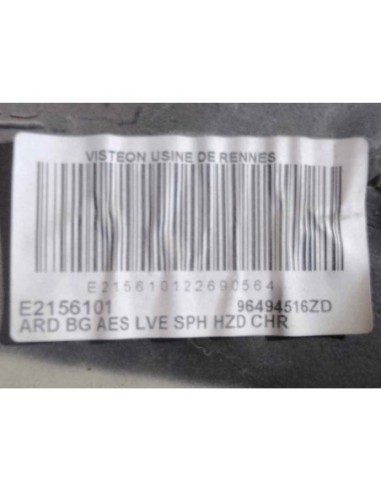 VISTEON USINE DE RENNES
E215610122690564
E2156101 96494516ZD
ARD BG AES LVE SPH HZD CHR